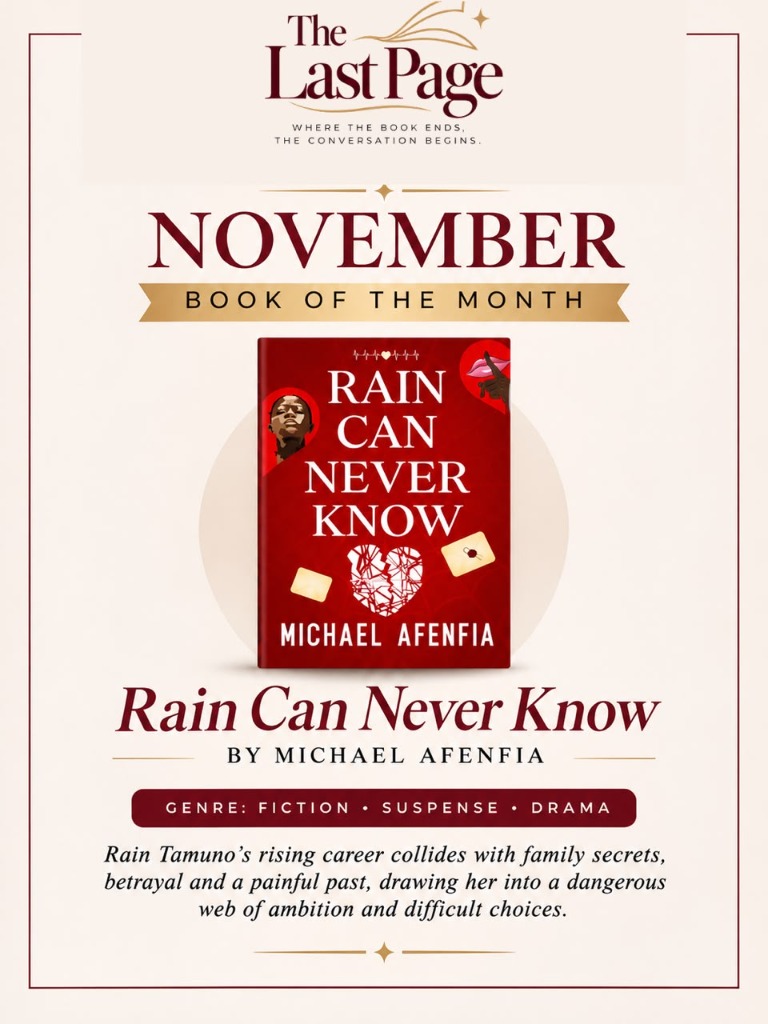 The
Last Page
WHERE THE BOOK ENDS,
THE CONVERSATION BEGINS.
NOVEMBER
BOOK OF THE MONTH
RAIN
CAN
NEVER
KNOW
MICHAEL AFENFIA
Rain Can Never Know
BY MICHAEL AFENFIA
GENRE: FICTION • SUSPENSE • DRAMA
Rain Tamuno’s rising career collides with family secrets,
betrayal and a painful past, drawing her into a dangerous
web of ambition and difficult choices.